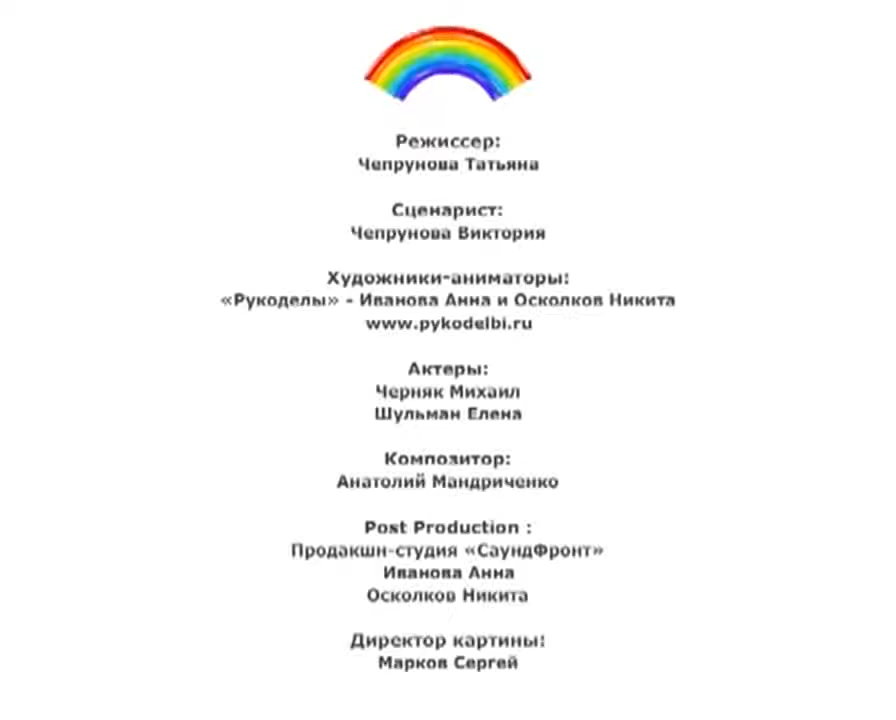 Режиссер:
Чепрунова Татьяна
Сценарист:
Чепрунова Виктория
Художники-аниматоры:
«Рукоделы» - Иванова Анна и Осколков Никита
www.pykodelbi.ru
Актеры:
Черняк Михаил
Шульман Елена
Композитор:
Анатолий Мандриченко
Post Production :
Продакшн-студия «СаундФронт»
Иванова Анна
Осколков Никита
Директор картины:
Марков Сергей